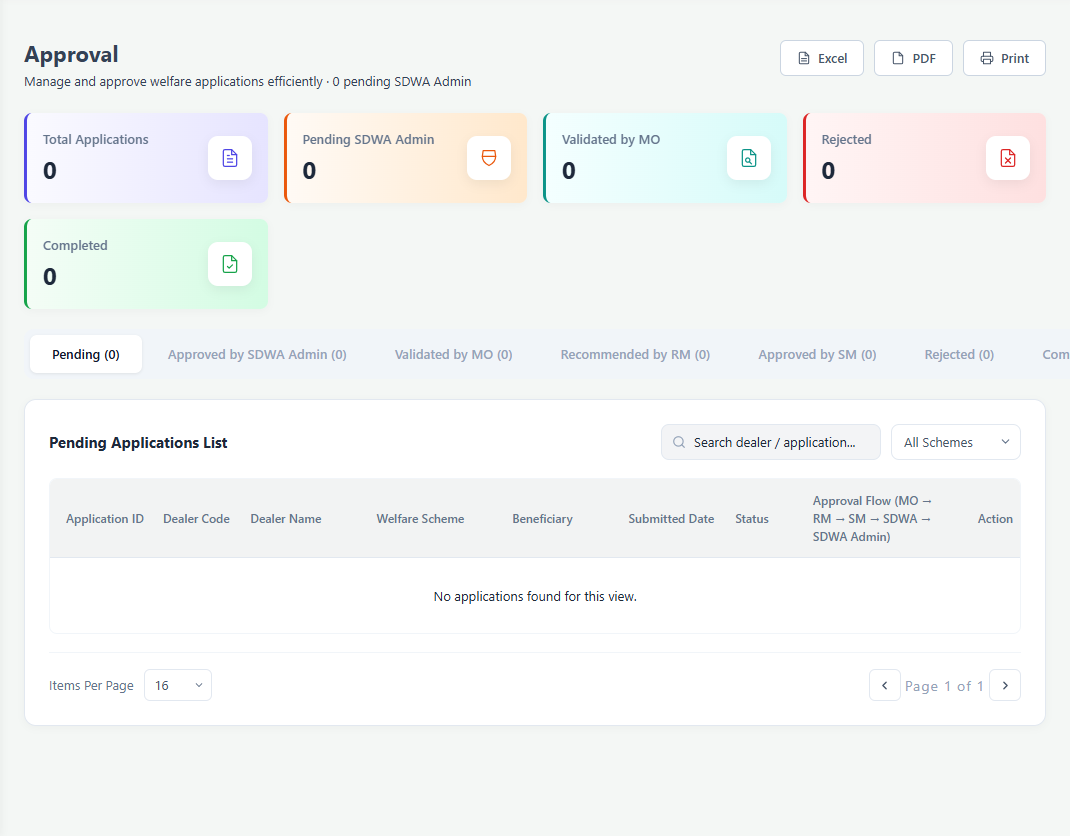 Approval
Manage and approve welfare applications efficiently · 0 pending SDWA Admin
Excel
PDF
Print
Total Applications
0
Pending SDWA Admin
0
Validated by MO
0
Rejected
0
Completed
0
Pending (0)
Approved by SDWA Admin (0)
Validated by MO (0)
Recommended by RM (0)
Approved by SM (0)
Rejected (0)
Com
Pending Applications List
Search dealer / application...
All Schemes
Application ID
Dealer Code
Dealer Name
Welfare Scheme
Beneficiary
Submitted Date
Status
Approval Flow (MO →
RM → SM → SDWA →
SDWA Admin)
Action
No applications found for this view.
Items Per Page
16
Page 1 of 1